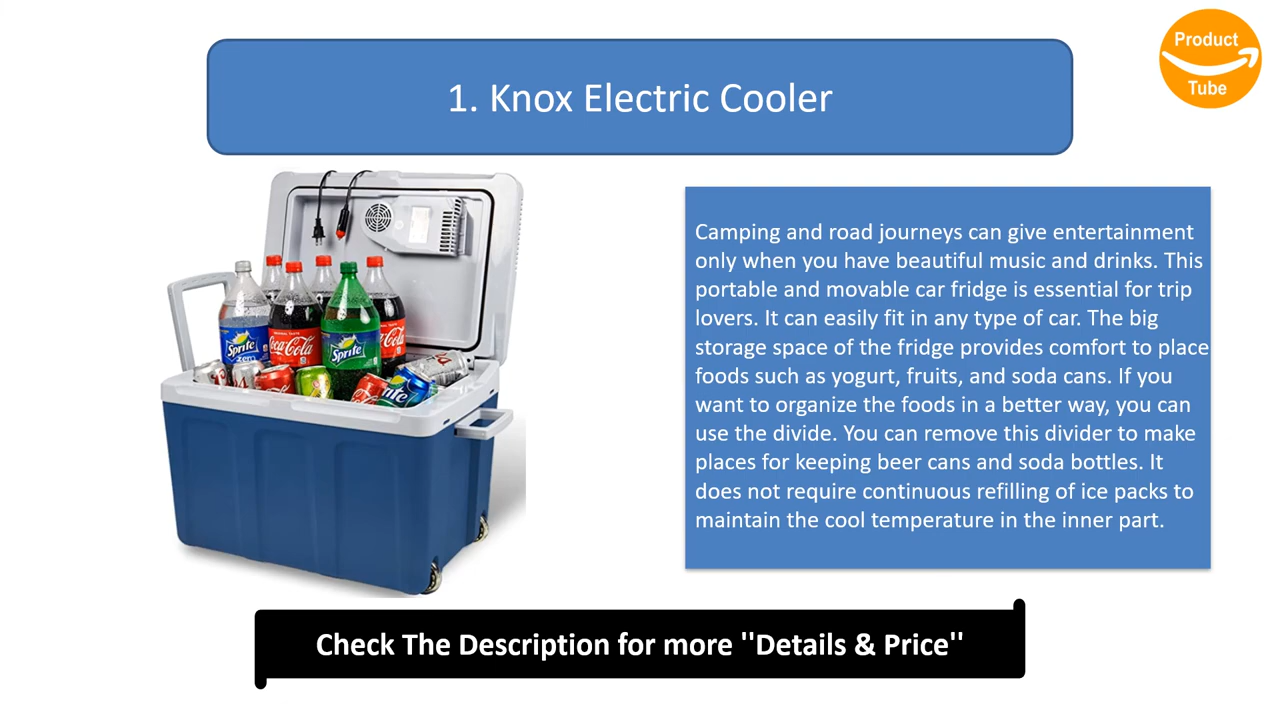 Product
Tube
1. Knox Electric Cooler
Camping and road journeys can give entertainment
only when you have beautiful music and drinks. This
portable and movable car fridge is essential for trip
lovers. It can easily fit in any type of car. The big
storage space of the fridge provides comfort to place
foods such as yogurt, fruits, and soda cans. If you
want to organize the foods in a better way, you can
use the divide. You can remove this divider to make
places for keeping beer cans and soda bottles. It
does not require continuous refilling of ice packs to
maintain the cool temperature in the inner part.
Sprite
zero
Coca-Cola
Sprite
Check The Description for more "Details & Price"